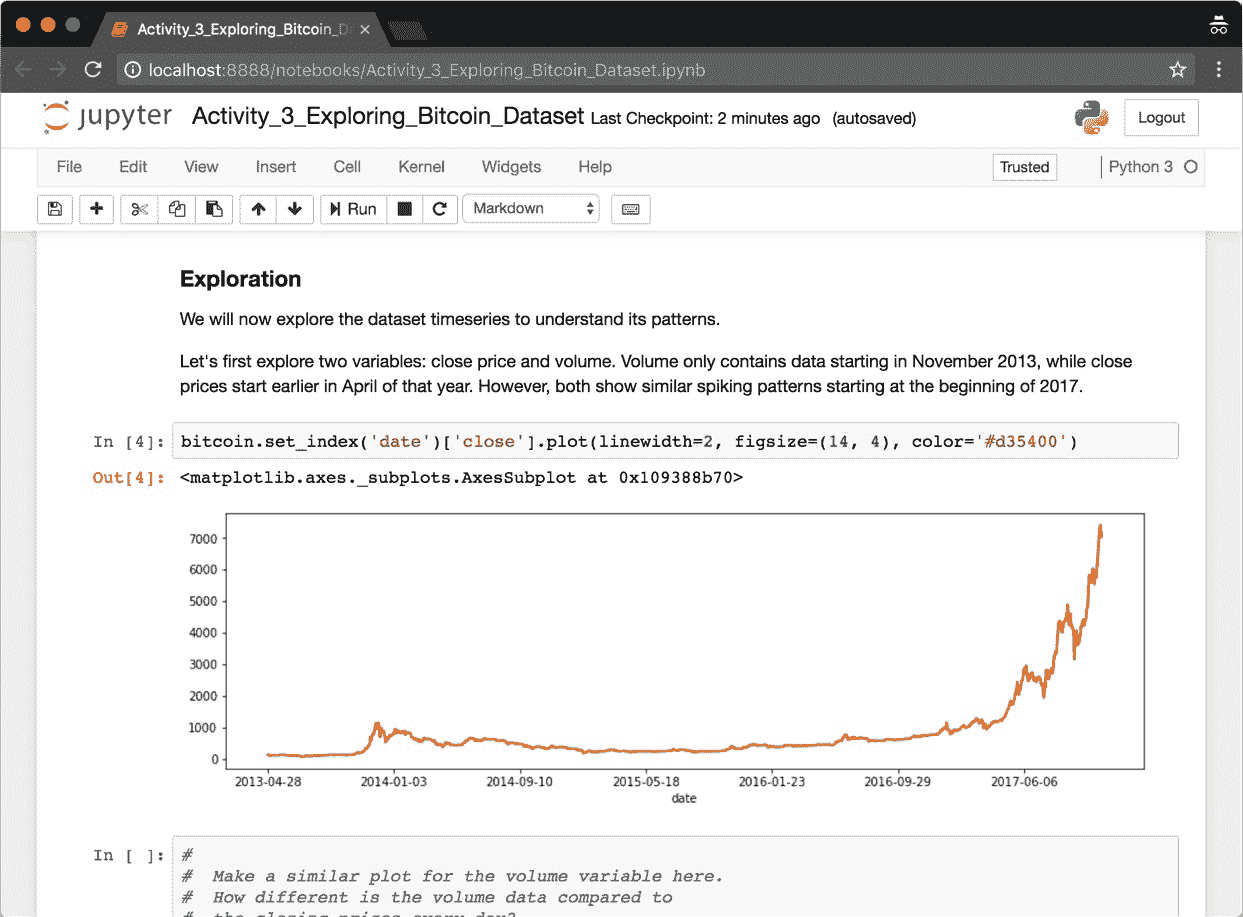 Activity_3_Exploring_Bitcoin_D
localhost:8888/notebooks/Activity_3_Exploring_Bitcoin_Dataset.ipynb
jupyter Activity_3_Exploring_Bitcoin_Dataset Last Checkpoint: 2 minutes ago (autosaved) Logout
File Edit View Insert Cell Kernel Widgets Help Trusted Python 3
Run Markdown
Exploration
We will now explore the dataset timeseries to understand its patterns.
Let's first explore two variables: close price and volume. Volume only contains data starting in November 2013, while close
prices start earlier in April of that year. However, both show similar spiking patterns starting at the beginning of 2017.
In [4]: bitcoin.set_index('date')['close'].plot(linewidth=2, figsize=(14, 4), color='#d35400')
Out[4]: <matplotlib.axes._subplots.AxesSubplot at 0x109388b70>
7000
6000
5000
4000
3000
2000
1000
0
2013-04-28 2014-01-03 2014-09-10 2015-05-18 2016-01-23 2016-09-29 2017-06-06
date
In [ ]: #
# Make a similar plot for the volume variable here.
# How different is the volume data compared to
# the closing prices every day?